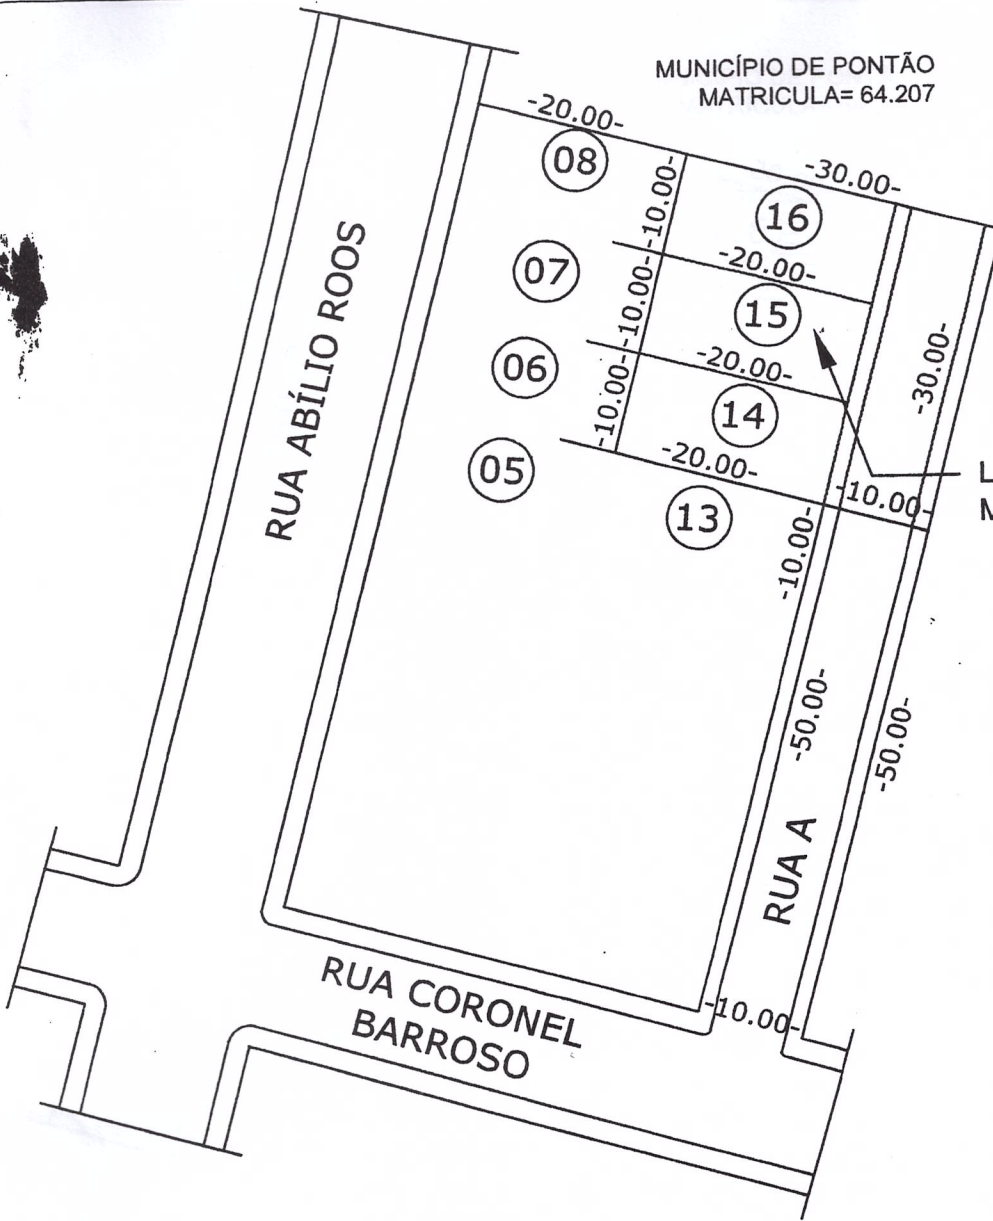 MUNICÍPIO DE PONTÃO
MATRICULA= 64.207
-20.00-
08
-30.00-
-10.00-
16
07
-20.00-
-10.00-
15
06
-20.00-
-30.00-
-10.00-
14
05
-20.00-
-10.00-
L
M
13
-10.00-
RUA ABÍLIO ROOS
-50.00-
-50.00-
RUA A
RUA CORONEL
BARROSO
-10.00-